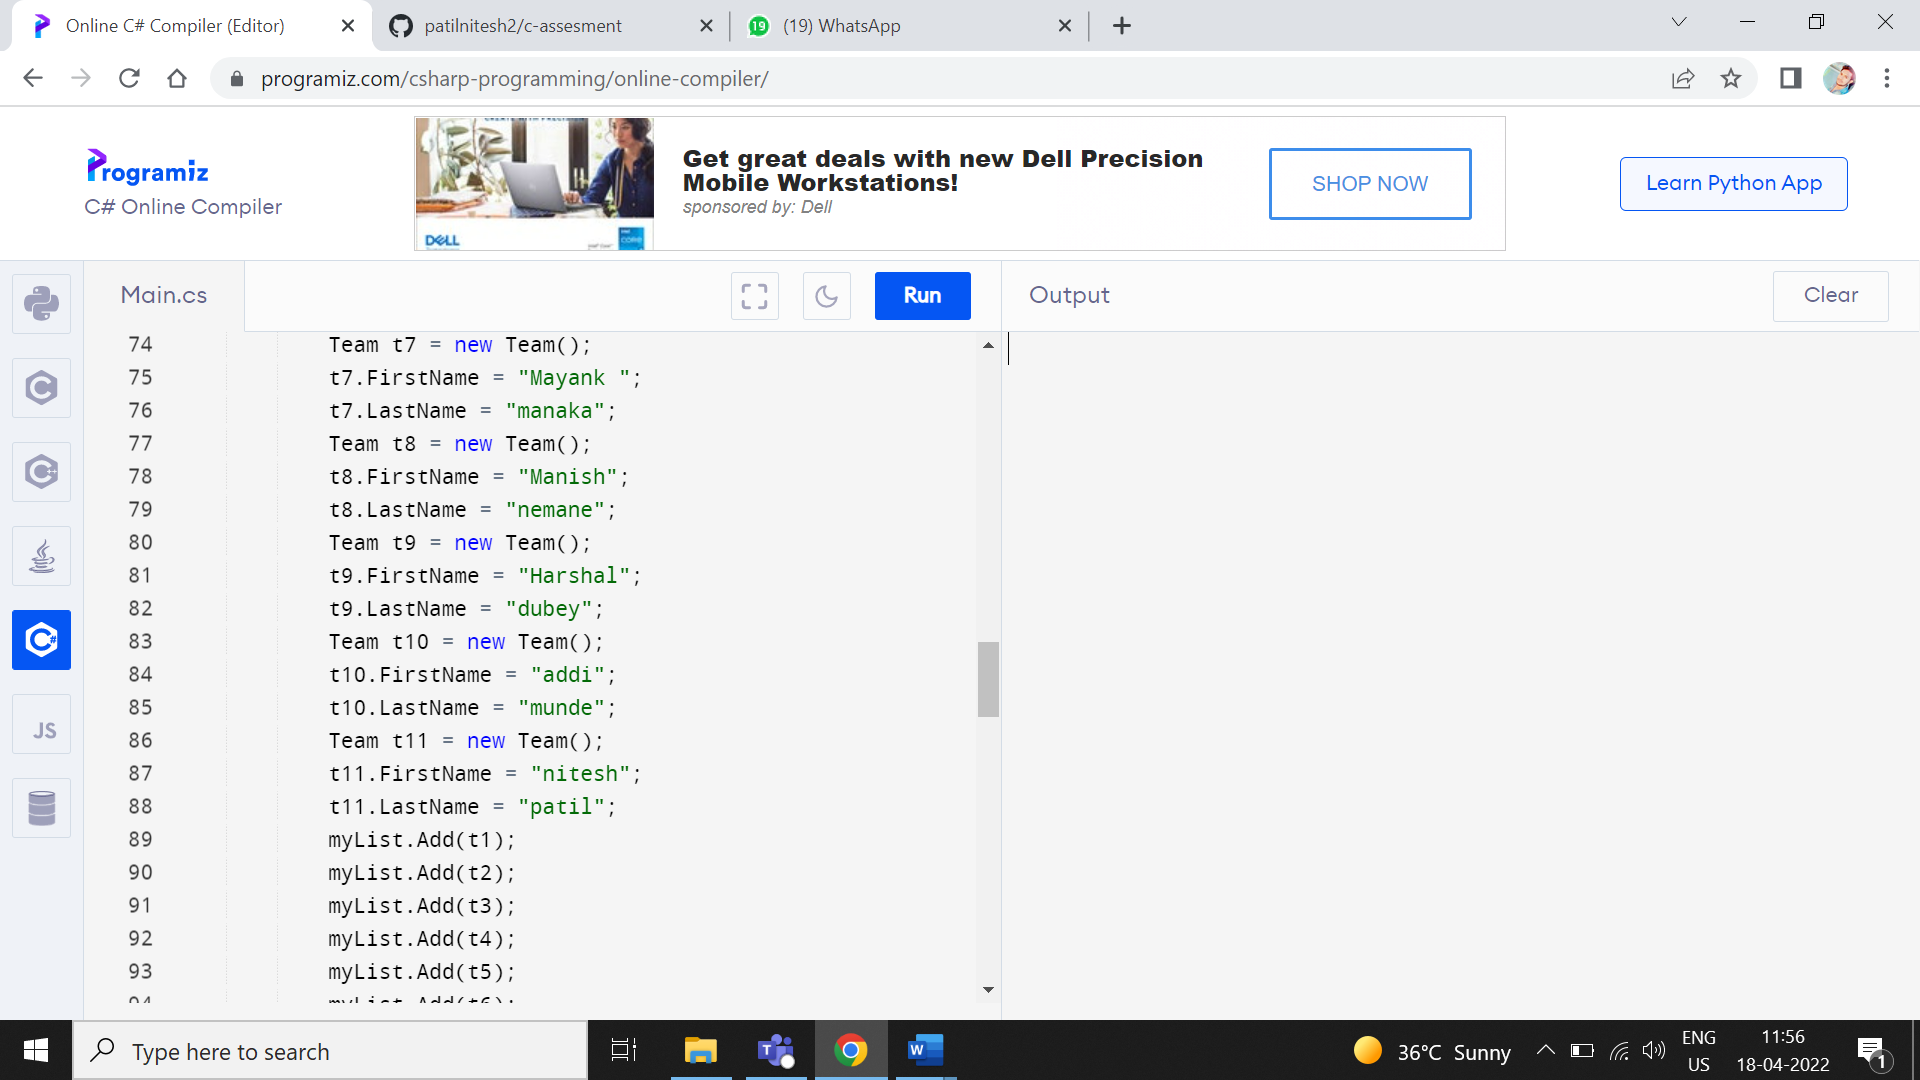 Online C# Compiler (Editor)
patilnitesh2/c-assesment
19
(19) WhatsApp
programiz.com/csharp-programming/online-compiler/
Programiz
C# Online Compiler
DELL
Get great deals with new Dell Precision
Mobile Workstations!
sponsored by: Dell
SHOP NOW
Learn Python App
Main.cs
Run
Output
Clear
74 Team t7 = new Team();
75 t7.FirstName = "Mayank ";
76 t7.LastName = "manaka";
77 Team t8 = new Team();
78 t8.FirstName = "Manish";
79 t8.LastName = "nemane";
80 Team t9 = new Team();
81 t9.FirstName = "Harshal";
82 t9.LastName = "dubey";
83 Team t10 = new Team();
84 t10.FirstName = "addi";
85 t10.LastName = "munde";
86 Team t11 = new Team();
87 t11.FirstName = "nitesh";
88 t11.LastName = "patil";
89 myList.Add(t1);
90 myList.Add(t2);
91 myList.Add(t3);
92 myList.Add(t4);
93 myList.Add(t5);
94 myList.Add(t6);
JS
Type here to search
36°C Sunny
ENG
US
11:56
18-04-2022
1